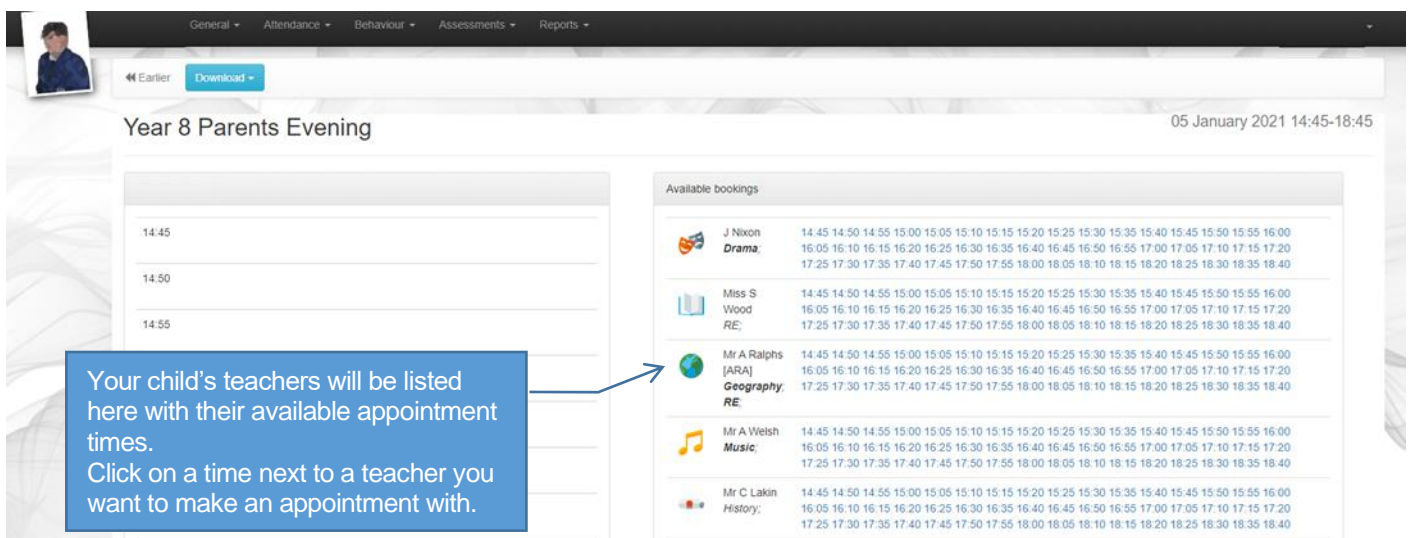 General Attendance Behaviour Assessments Reports
Earlier Download
Year 8 Parents Evening
05 January 2021 14:45-18:45
14:45
14:50
14:55
Your child’s teachers will be listed
here with their available appointment
times.
Click on a time next to a teacher you
want to make an appointment with.
Available bookings
J Nixon
Drama;
14:45 14:50 14:55 15:00 15:05 15:10 15:15 15:20 15:25 15:30 15:35 15:40 15:45 15:50 15:55 16:00
16:05 16:10 16:15 16:20 16:25 16:30 16:35 16:40 16:45 16:50 16:55 17:00 17:05 17:10 17:15 17:20
17:25 17:30 17:35 17:40 17:45 17:50 17:55 18:00 18:05 18:10 18:15 18:20 18:25 18:30 18:35 18:40
Miss S
Wood
RE;
14:45 14:50 14:55 15:00 15:05 15:10 15:15 15:20 15:25 15:30 15:35 15:40 15:45 15:50 15:55 16:00
16:05 16:10 16:15 16:20 16:25 16:30 16:35 16:40 16:45 16:50 16:55 17:00 17:05 17:10 17:15 17:20
17:25 17:30 17:35 17:40 17:45 17:50 17:55 18:00 18:05 18:10 18:15 18:20 18:25 18:30 18:35 18:40
Mr A Ralphs
[ARA]
Geography;
RE;
14:45 14:50 14:55 15:00 15:05 15:10 15:15 15:20 15:25 15:30 15:35 15:40 15:45 15:50 15:55 16:00
16:05 16:10 16:15 16:20 16:25 16:30 16:35 16:40 16:45 16:50 16:55 17:00 17:05 17:10 17:15 17:20
17:25 17:30 17:35 17:40 17:45 17:50 17:55 18:00 18:05 18:10 18:15 18:20 18:25 18:30 18:35 18:40
Mr A Welsh
Music;
14:45 14:50 14:55 15:00 15:05 15:10 15:15 15:20 15:25 15:30 15:35 15:40 15:45 15:50 15:55 16:00
16:05 16:10 16:15 16:20 16:25 16:30 16:35 16:40 16:45 16:50 16:55 17:00 17:05 17:10 17:15 17:20
17:25 17:30 17:35 17:40 17:45 17:50 17:55 18:00 18:05 18:10 18:15 18:20 18:25 18:30 18:35 18:40
Mr C Lakin
History;
14:45 14:50 14:55 15:00 15:05 15:10 15:15 15:20 15:25 15:30 15:35 15:40 15:45 15:50 15:55 16:00
16:05 16:10 16:15 16:20 16:25 16:30 16:35 16:40 16:45 16:50 16:55 17:00 17:05 17:10 17:15 17:20
17:25 17:30 17:35 17:40 17:45 17:50 17:55 18:00 18:05 18:10 18:15 18:20 18:25 18:30 18:35 18:40